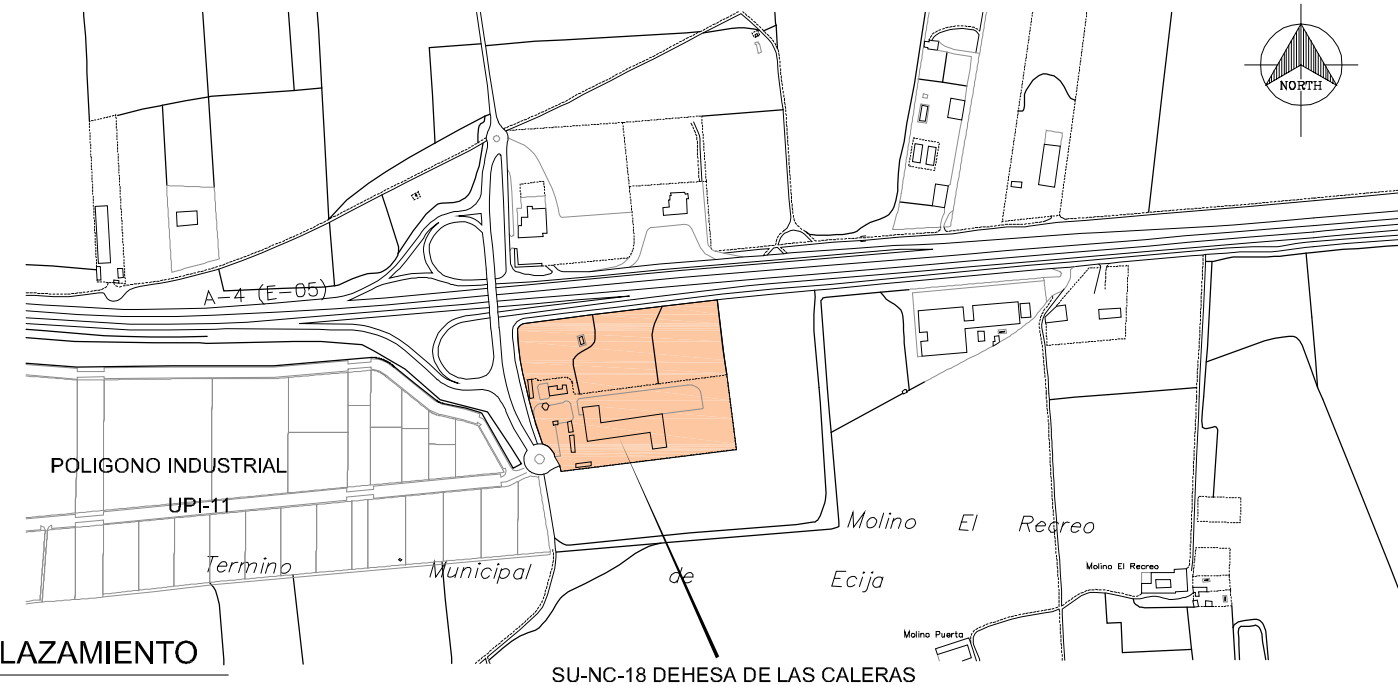 NORTH
A-4 (E-05)
POLIGONO INDUSTRIAL
UPI-11
Molino El Recreo
Termino Municipal de Ecija
Molino El Recreo
Molino Puerta
LAZAMIENTO
SU-NC-18 DEHESA DE LAS CALERAS